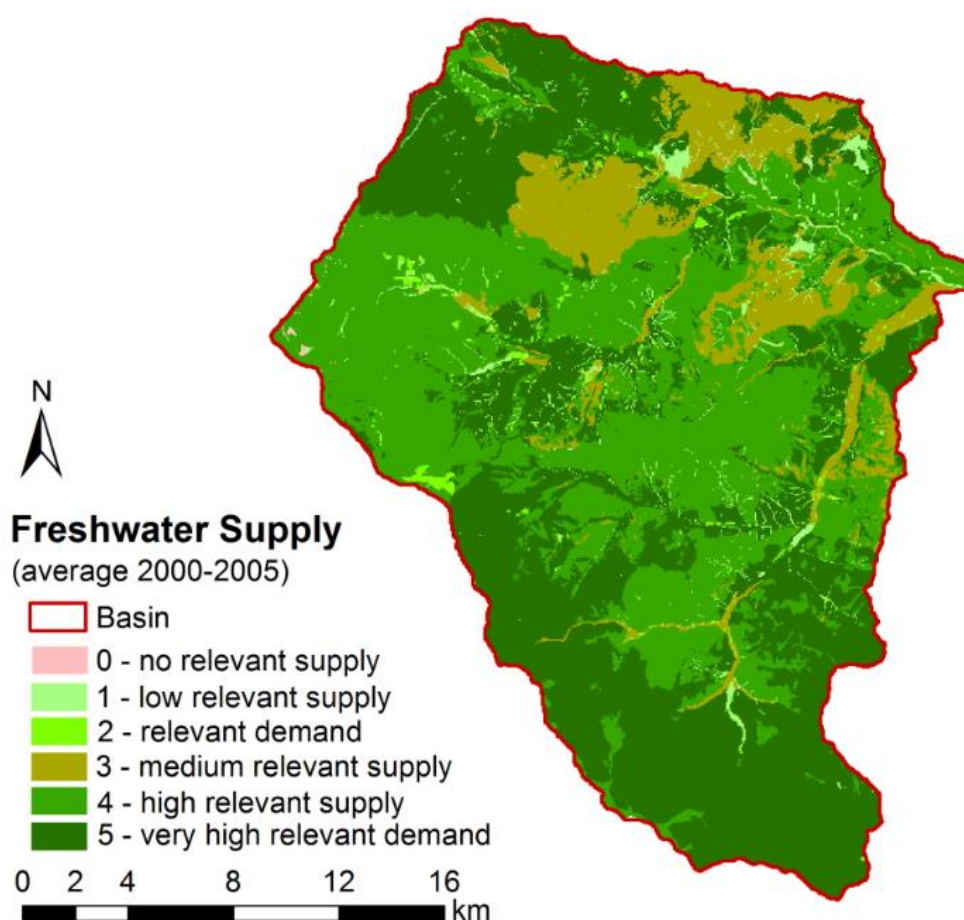 N
Freshwater Supply
(average 2000-2005)
Basin
0 - no relevant supply
1 - low relevant supply
2 - relevant demand
3 - medium relevant supply
4 - high relevant supply
5 - very high relevant demand
0 2 4 8 12 16
km